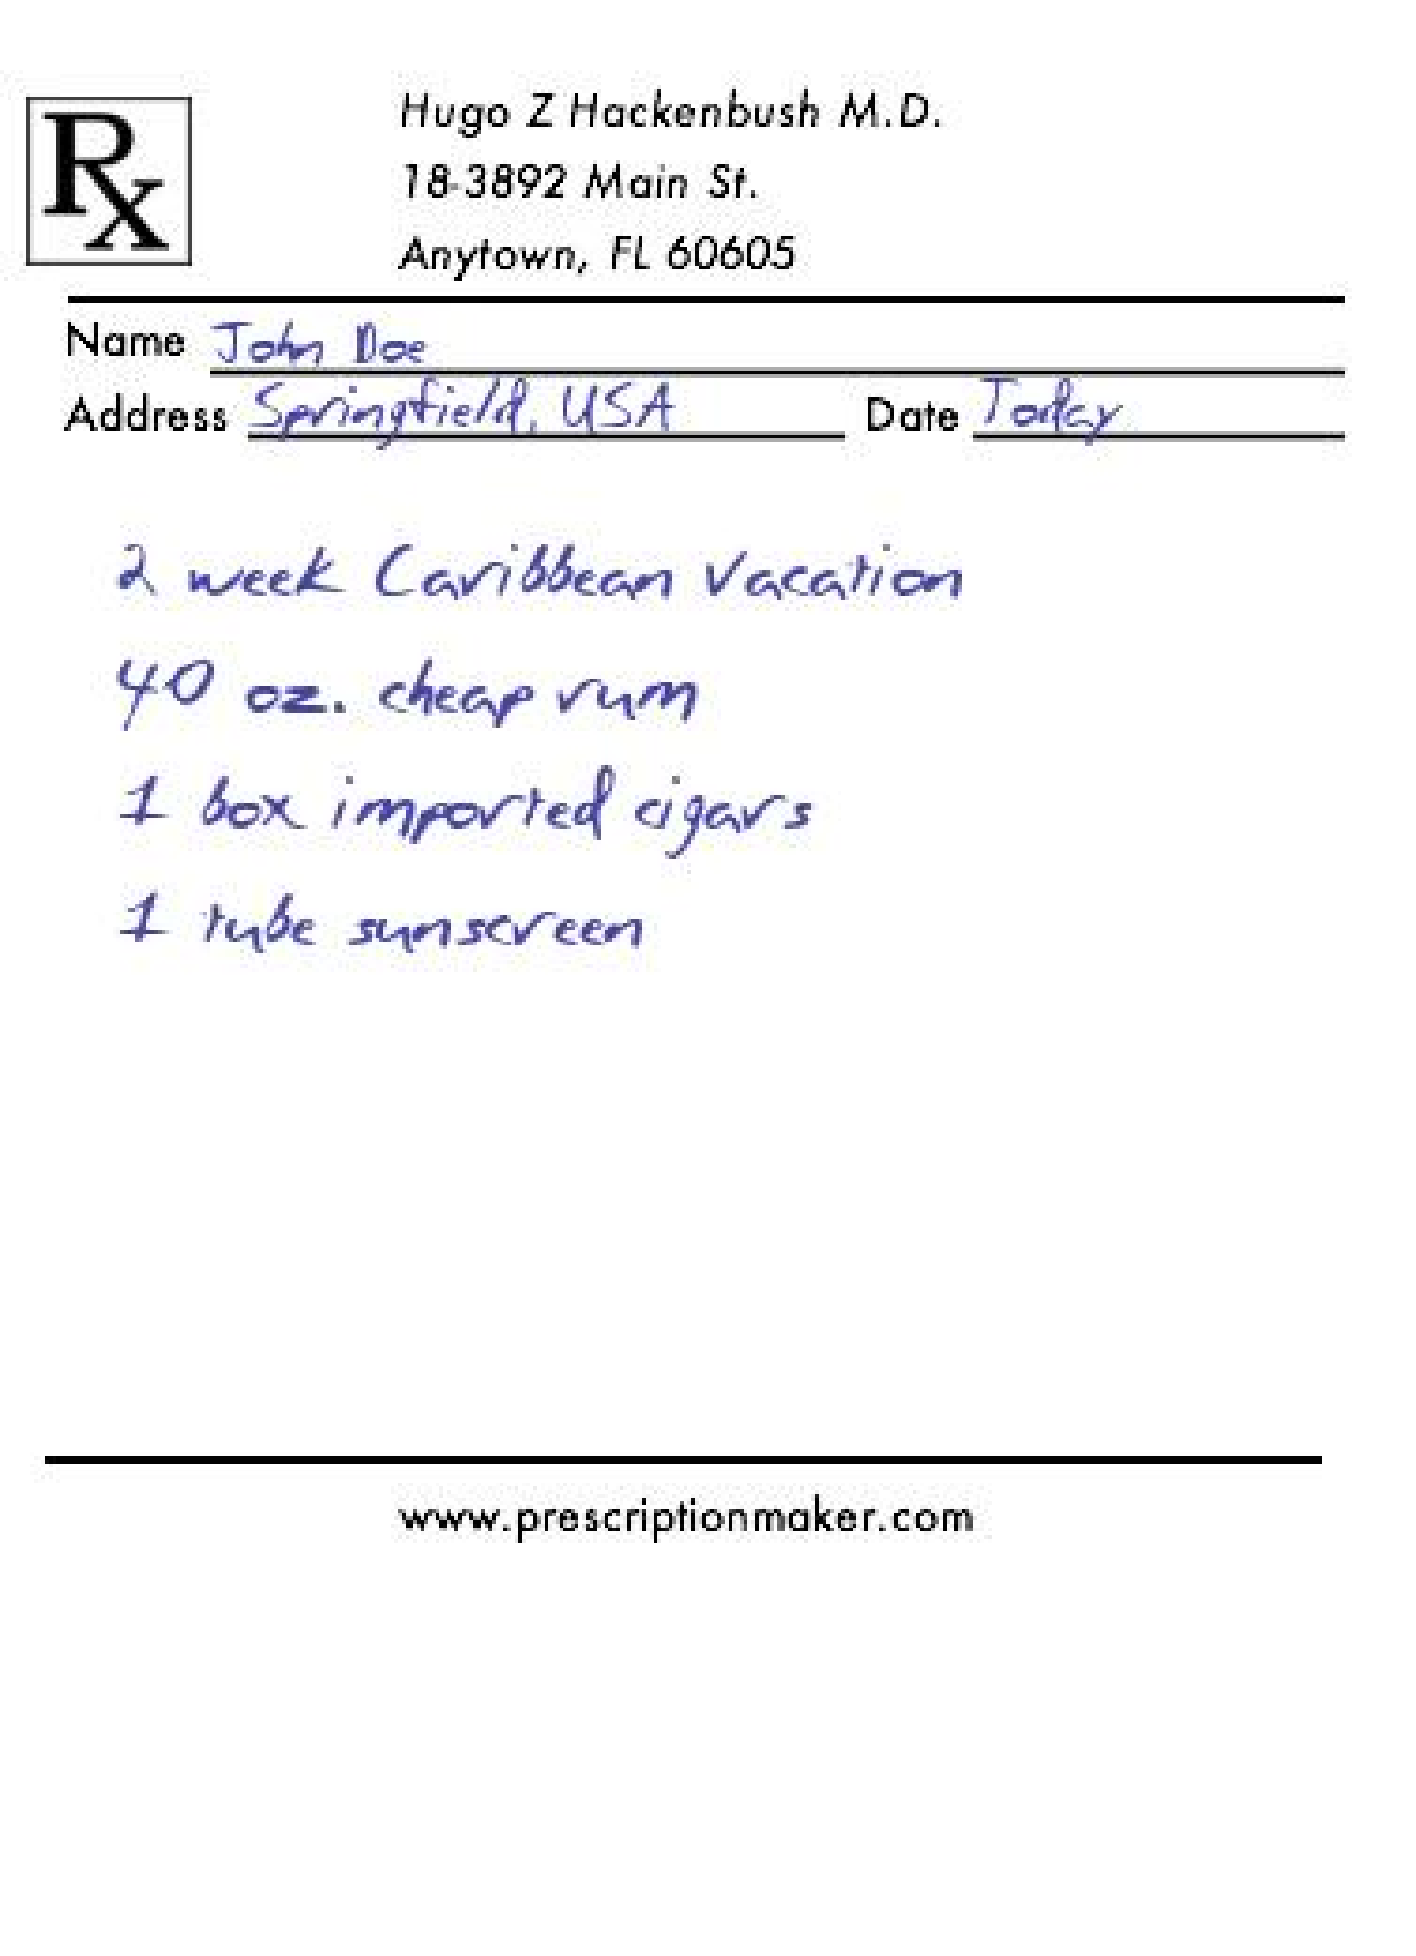 Rx
Hugo Z Hackenbush M.D.
18-3892 Main St.
Anytown, FL 60605
Name John Doe
Address Springfield, USA Date Today
2 week Caribbean Vacation
40 oz. cheap rum
1 box imported cigars
1 tube sunscreen
www.prescriptionmaker.com